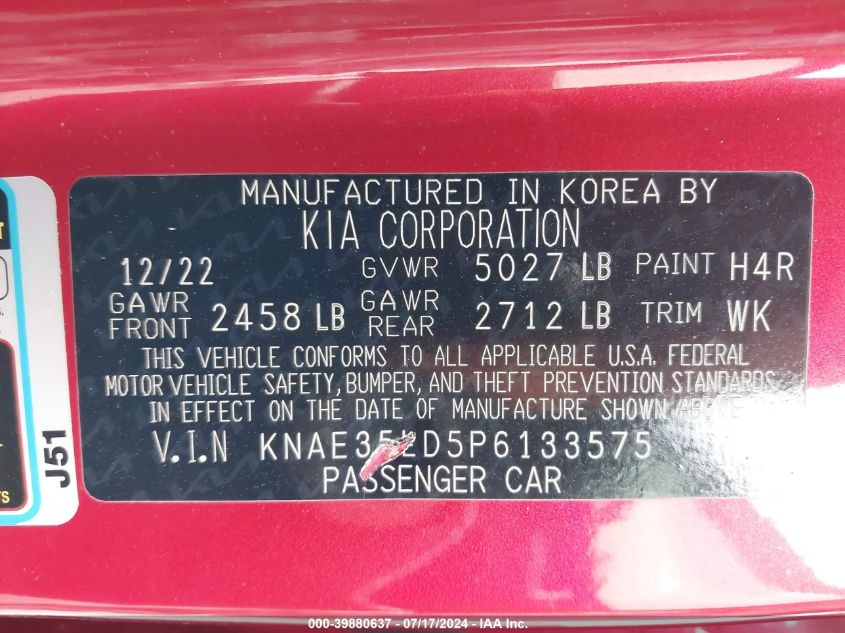 MANUFACTURED IN KOREA BY
KIA CORPORATION
12/22 GVWR 5027 LB PAINT H4R
GAWR FRONT 2458 LB GAWR REAR 2712 LB TRIM WK
THIS VEHICLE CONFORMS TO ALL APPLICABLE U.S.A. FEDERAL
MOTOR VEHICLE SAFETY, BUMPER, AND THEFT PREVENTION STANDARDS
IN EFFECT ON THE DATE OF MANUFACTURE SHOWN ABOVE
V.I.N KNAE35LD5P6133575
PASSENGER CAR
J51
000-39880637 - 07/17/2024 - IAA Inc.